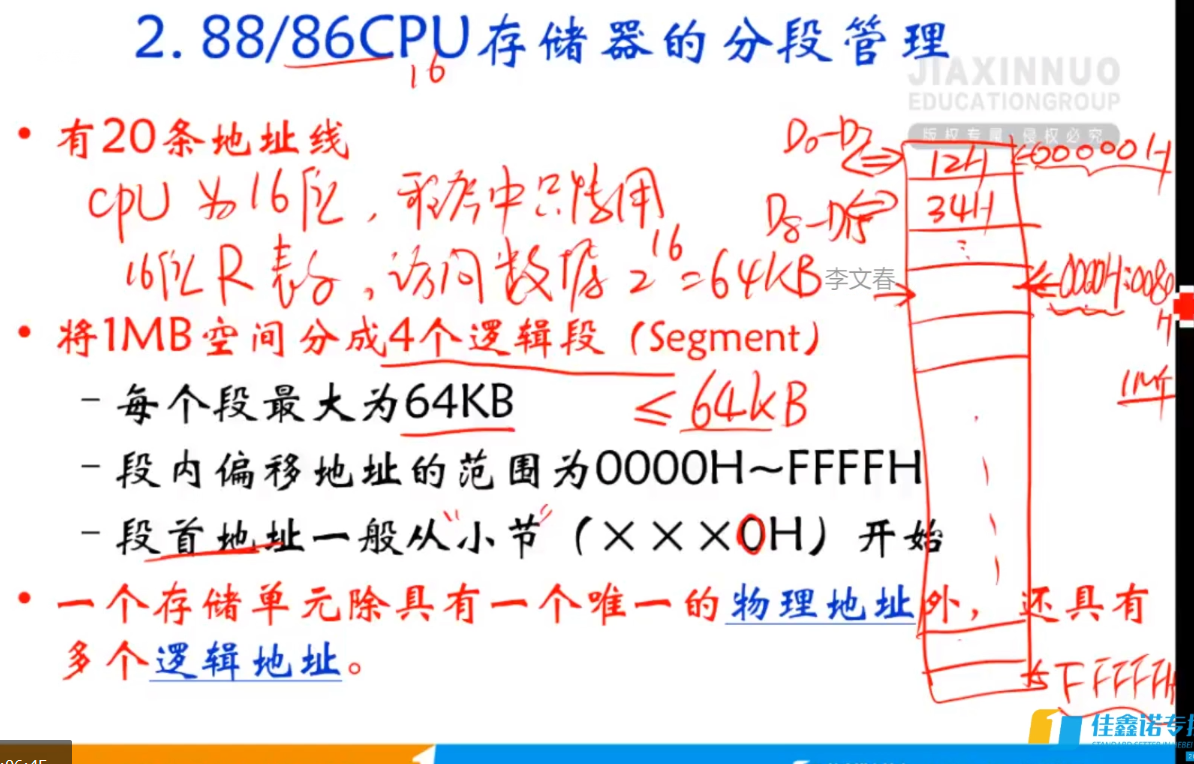 2. 88/86CPU存储器的分段管理
16
JIAXINNUO
EDUCATIONGROUP
版权专属 侵权必究
• 有20条地址线
CPU 为16位，程序中只能用
16位R表示，访问数据 2^16=64KB
李文春
• 将1MB空间分成4个逻辑段（Segment）
– 每个段最大为64KB
≤64KB
– 段内偏移地址的范围为0000H~FFFFH
– 段首地址一般从“小节”（×××0H）开始
• 一个存储单元除具有一个唯一的物理地址外，还具有
多个逻辑地址。
D0-D7
12H
00000H
D8-D15
34H
⋮
0000H:0080
H
FFFFFH
佳鑫诺专接
:06:45